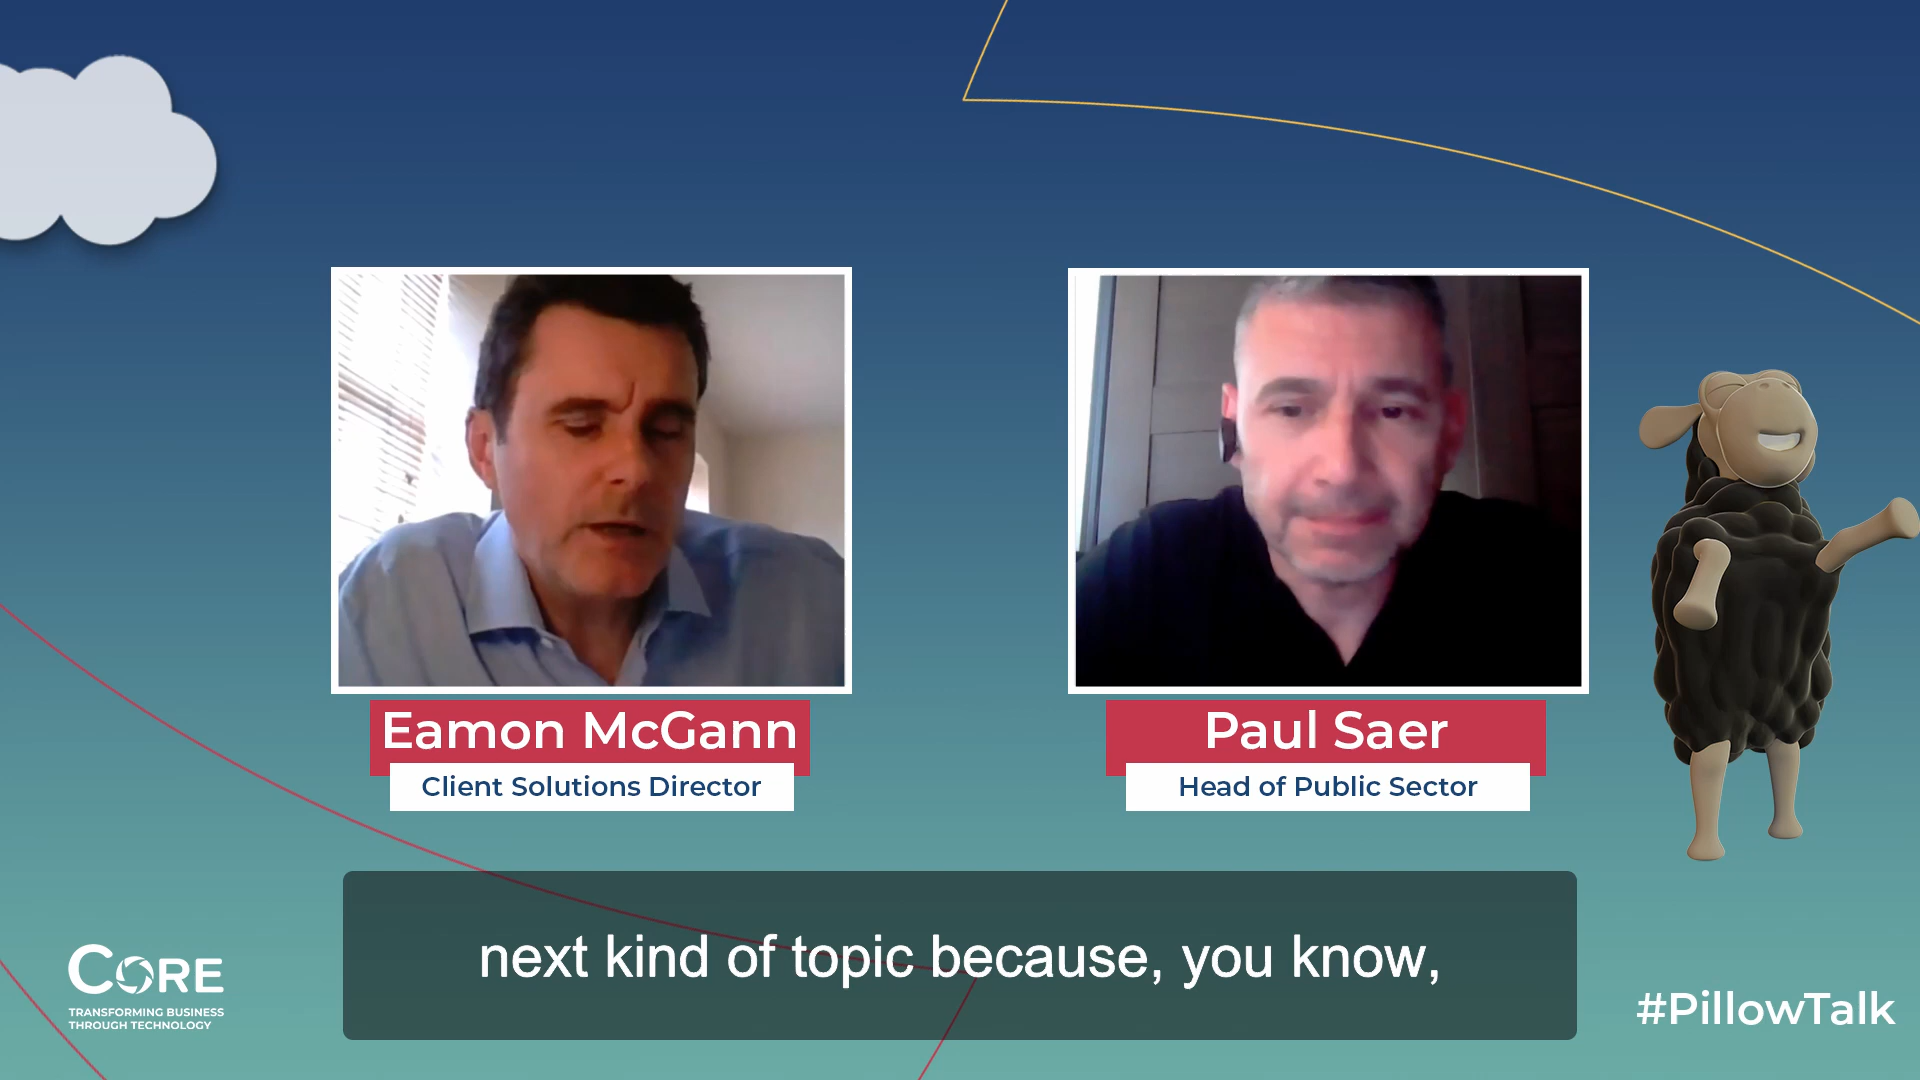 Eamon McGann
Client Solutions Director
Paul Saer
Head of Public Sector
next kind of topic because, you know,
CORE
TRANSFORMING BUSINESS
THROUGH TECHNOLOGY
#PillowTalk